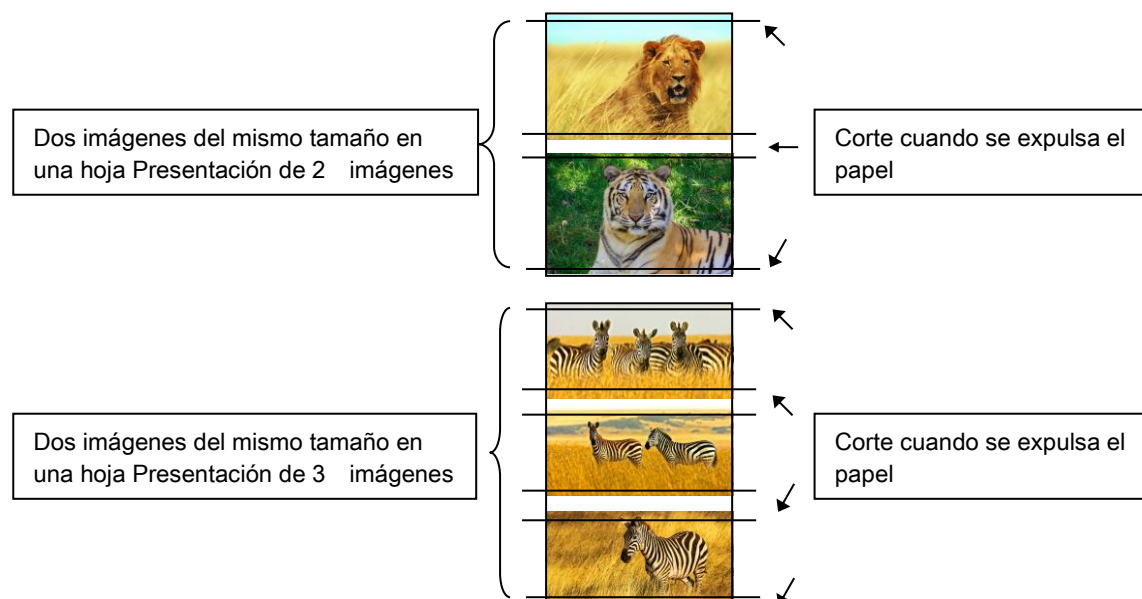 Dos imágenes del mismo tamaño en
una hoja Presentación de 2 imágenes
Corte cuando se expulsa el
papel
Dos imágenes del mismo tamaño en
una hoja Presentación de 3 imágenes
Corte cuando se expulsa el
papel